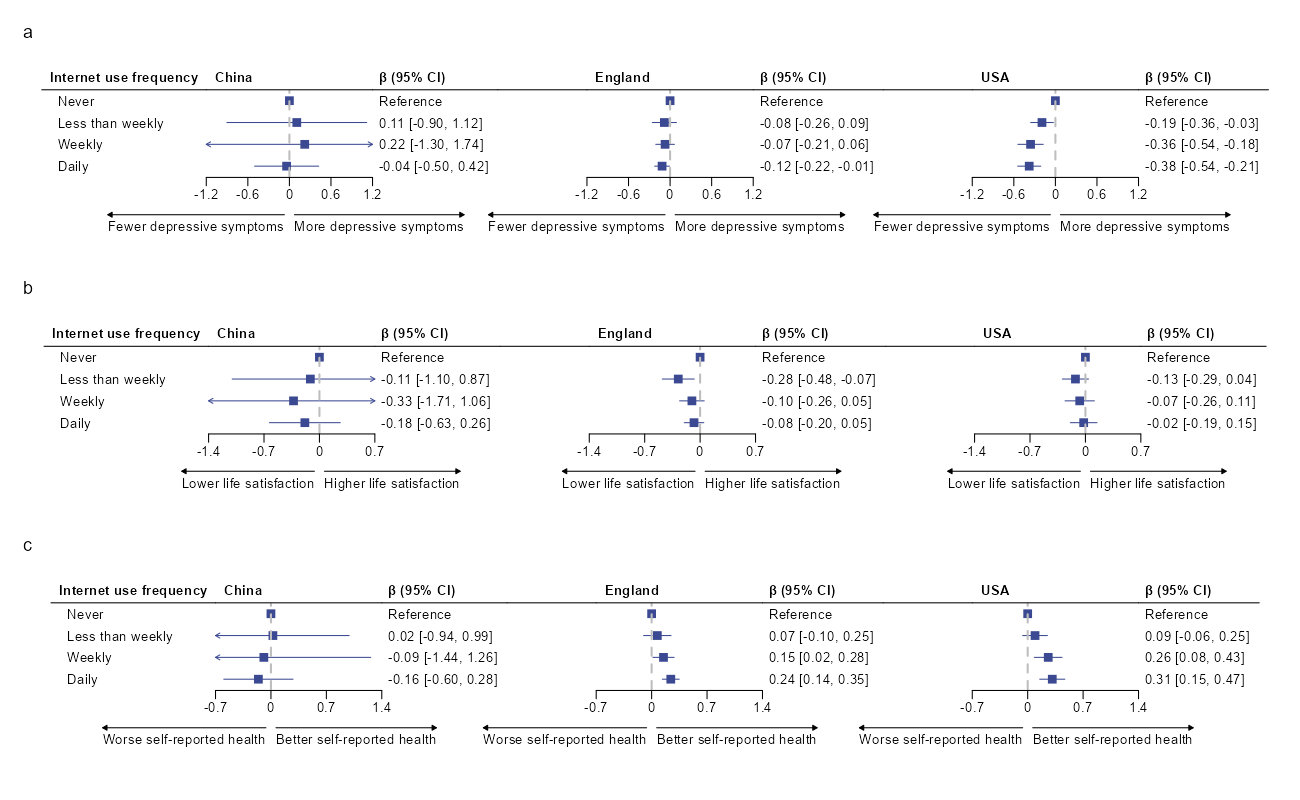 a
Internet use frequency China β (95% CI) England β (95% CI) USA β (95% CI)
Never Reference Reference Reference
Less than weekly 0.11 [-0.90, 1.12] -0.08 [-0.26, 0.09] -0.19 [-0.36, -0.03]
Weekly 0.22 [-1.30, 1.74] -0.07 [-0.21, 0.06] -0.36 [-0.54, -0.18]
Daily -0.04 [-0.50, 0.42] -0.12 [-0.22, -0.01] -0.38 [-0.54, -0.21]
-1.2 -0.6 0 0.6 1.2 -1.2 -0.6 0 0.6 1.2 -1.2 -0.6 0 0.6 1.2
Fewer depressive symptoms More depressive symptoms Fewer depressive symptoms More depressive symptoms Fewer depressive symptoms More depressive symptoms
b
Internet use frequency China β (95% CI) England β (95% CI) USA β (95% CI)
Never Reference Reference Reference
Less than weekly -0.11 [-1.10, 0.87] -0.28 [-0.48, -0.07] -0.13 [-0.29, 0.04]
Weekly -0.33 [-1.71, 1.06] -0.10 [-0.26, 0.05] -0.07 [-0.26, 0.11]
Daily -0.18 [-0.63, 0.26] -0.08 [-0.20, 0.05] -0.02 [-0.19, 0.15]
-1.4 -0.7 0 0.7 -1.4 -0.7 0 0.7 -1.4 -0.7 0 0.7
Lower life satisfaction Higher life satisfaction Lower life satisfaction Higher life satisfaction Lower life satisfaction Higher life satisfaction
c
Internet use frequency China β (95% CI) England β (95% CI) USA β (95% CI)
Never Reference Reference Reference
Less than weekly 0.02 [-0.94, 0.99] 0.07 [-0.10, 0.25] 0.09 [-0.06, 0.25]
Weekly -0.09 [-1.44, 1.26] 0.15 [0.02, 0.28] 0.26 [0.08, 0.43]
Daily -0.16 [-0.60, 0.28] 0.24 [0.14, 0.35] 0.31 [0.15, 0.47]
-0.7 0 0.7 1.4 -0.7 0 0.7 1.4 -0.7 0 0.7 1.4
Worse self-reported health Better self-reported health Worse self-reported health Better self-reported health Worse self-reported health Better self-reported health